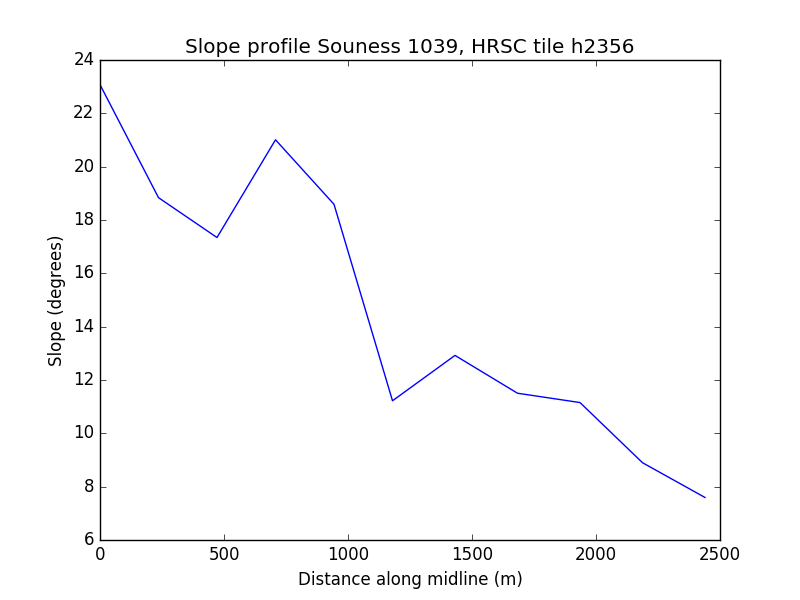 Slope profile Souness 1039, HRSC tile h2356
24
22
20
18
16
14
12
10
8
6
Slope (degrees)
0 500 1000 1500 2000 2500
Distance along midline (m)